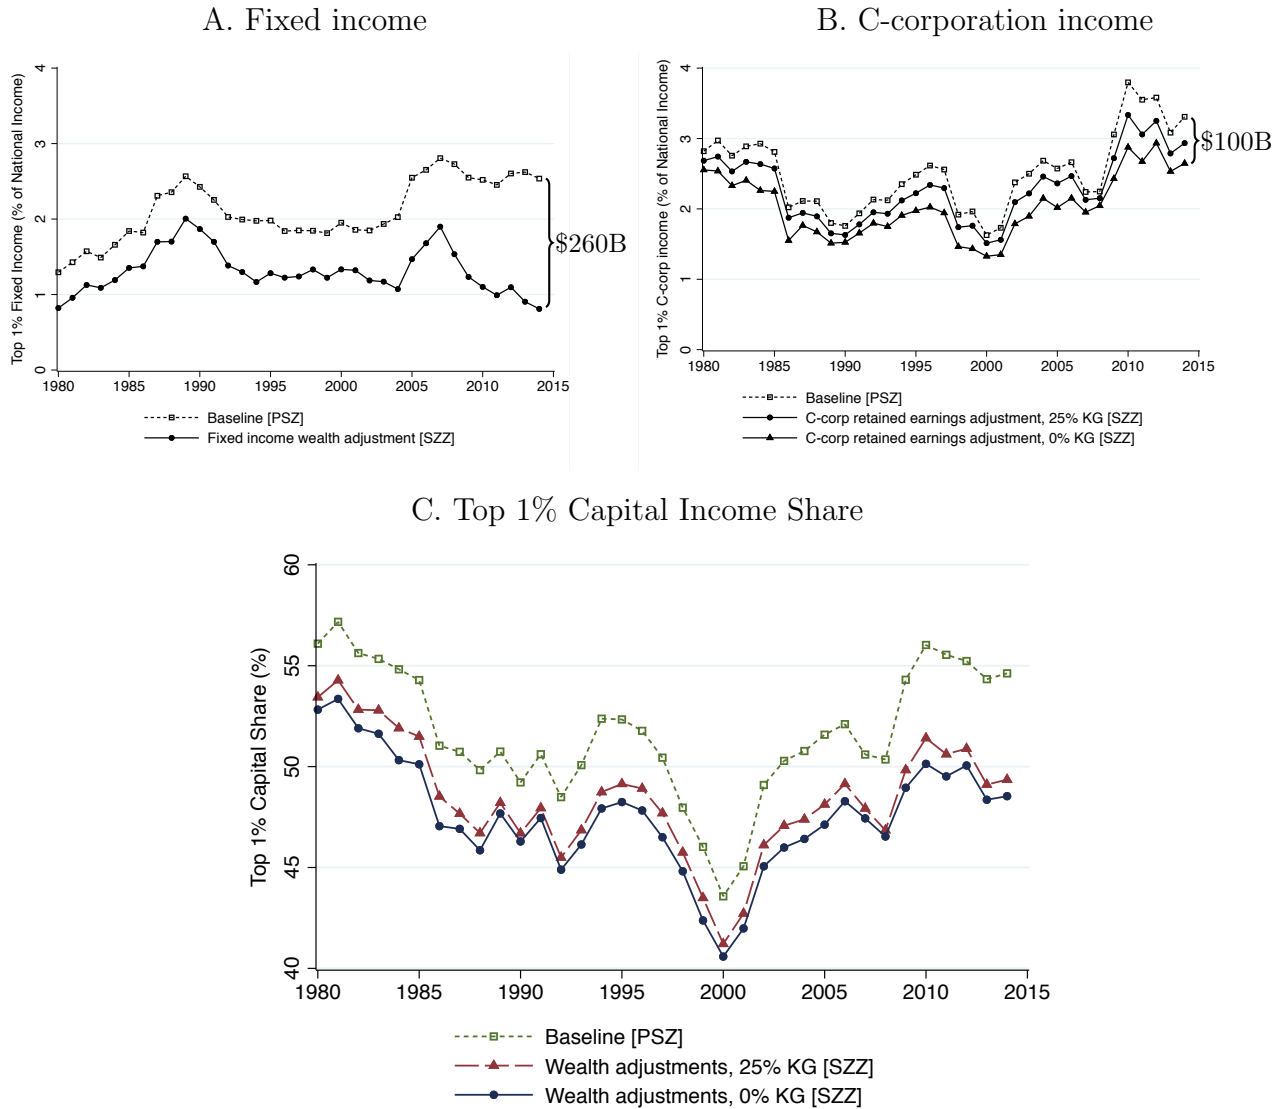 A. Fixed income
Top 1% Fixed Income (% of National Income)
4
3
2
1
0
$260B
1980 1985 1990 1995 2000 2005 2010 2015
Baseline [PSZ]
Fixed income wealth adjustment [SZZ]
B. C-corporation income
Top 1% C-corp income (% of National Income)
4
3
2
1
0
$100B
1980 1985 1990 1995 2000 2005 2010 2015
Baseline [PSZ]
C-corp retained earnings adjustment, 25% KG [SZZ]
C-corp retained earnings adjustment, 0% KG [SZZ]
C. Top 1% Capital Income Share
Top 1% Capital Share (%)
60
55
50
45
40
1980 1985 1990 1995 2000 2005 2010 2015
Baseline [PSZ]
Wealth adjustments, 25% KG [SZZ]
Wealth adjustments, 0% KG [SZZ]